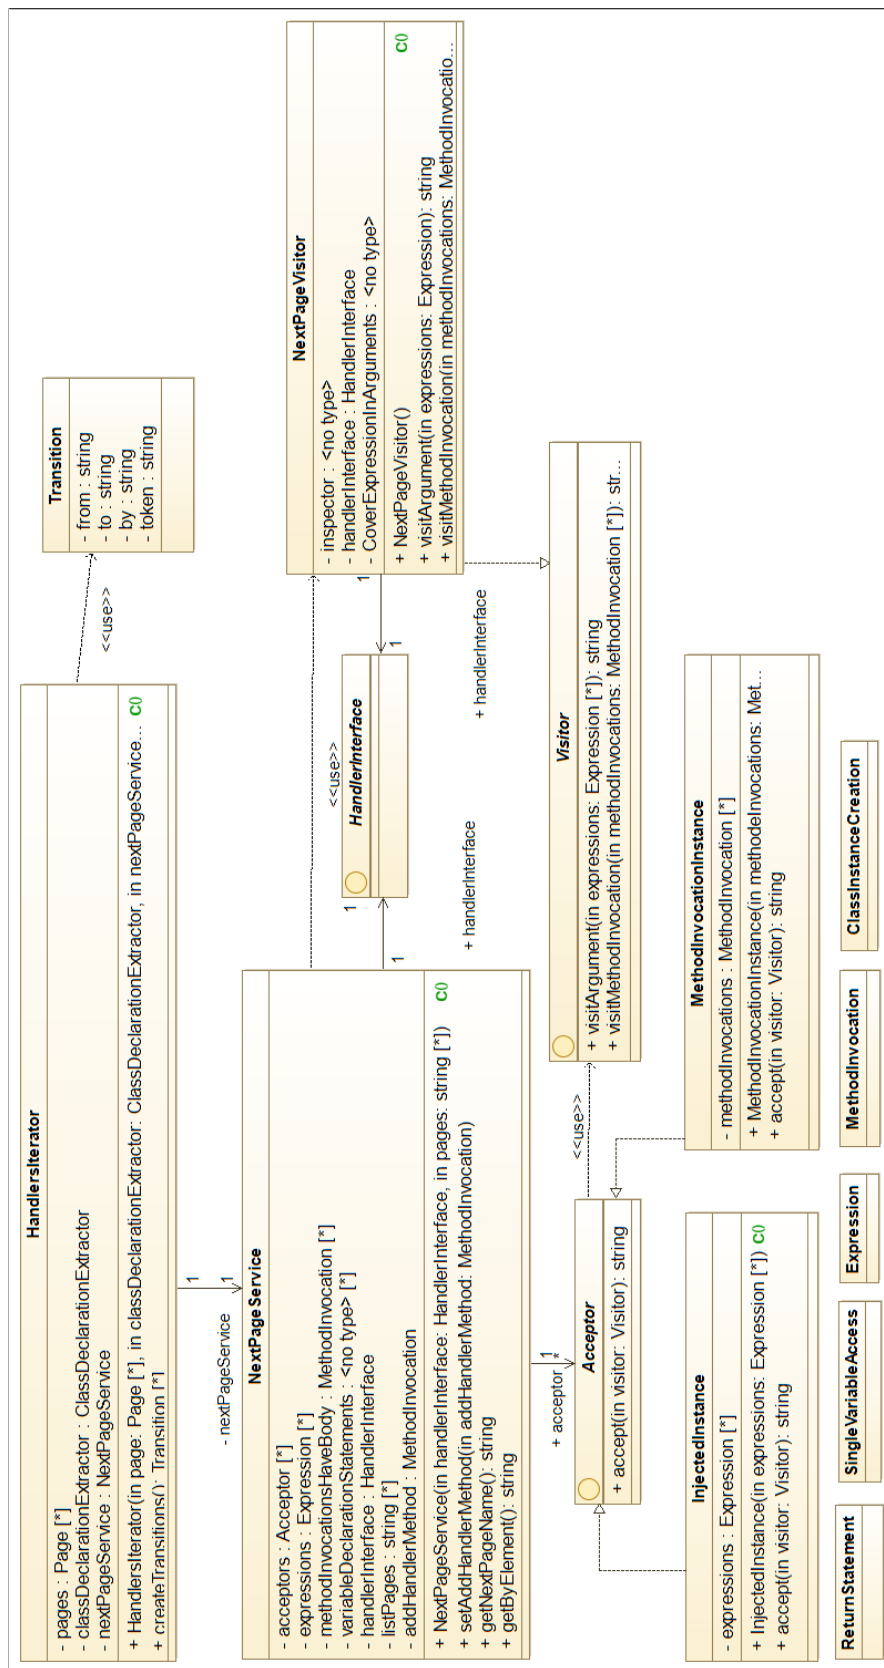 HandlersIterator
- pages : Page [*]
- classDeclarationExtractor : ClassDeclarationExtractor
- nextPageService : NextPageService
+ HandlersIterator(in page: Page [*], in classDeclarationExtractor: ClassDeclarationExtractor, in nextPageService... C()
+ createTransitions(): Transition [*]
<<use>>
Transition
- from : string
- to : string
- by : string
- token : string
- nextPageService
1
1
NextPageService
- acceptors : Acceptor [*]
- expressions : Expression [*]
- methodInvocationsHaveBody : MethodInvocation [*]
- variableDeclarationStatements : <no type> [*]
- handlerInterface : HandlerInterface
- listPages : string [*]
- addHandlerMethod : MethodInvocation
+ NextPageService(in handlerInterface: HandlerInterface, in pages: string [*]) C()
+ setAddHandlerMethod(in addHandlerMethod: MethodInvocation)
+ getNextPageName(): string
+ getByElement(): string
<<use>>
1
HandlerInterface
1
+ handlerInterface
NextPageVisitor
- inspector : <no type>
- handlerInterface : HandlerInterface
- CoverExpressionInArguments : <no type>
+ NextPageVisitor() C()
+ visitArgument(in expressions: Expression): string
+ visitMethodInvocation(in methodInvocations: MethodInvocatio...
1
1
+ handlerInterface
+ acceptor
1
*
Acceptor
+ accept(in visitor: Visitor): string
<<use>>
Visitor
+ visitArgument(in expressions: Expression [*]): string
+ visitMethodInvocation(in methodInvocations: MethodInvocation [*]): str...
InjectedInstance
- expressions : Expression [*]
+ InjectedInstance(in expressions: Expression [*]) C()
+ accept(in visitor: Visitor): string
MethodInvocationInstance
- methodInvocations : MethodInvocation [*]
+ MethodInvocationInstance(in methodeInvocations: Met...
+ accept(in visitor: Visitor): string
ReturnStatement
SingleVariableAccess
Expression
MethodInvocation
ClassInstanceCreation